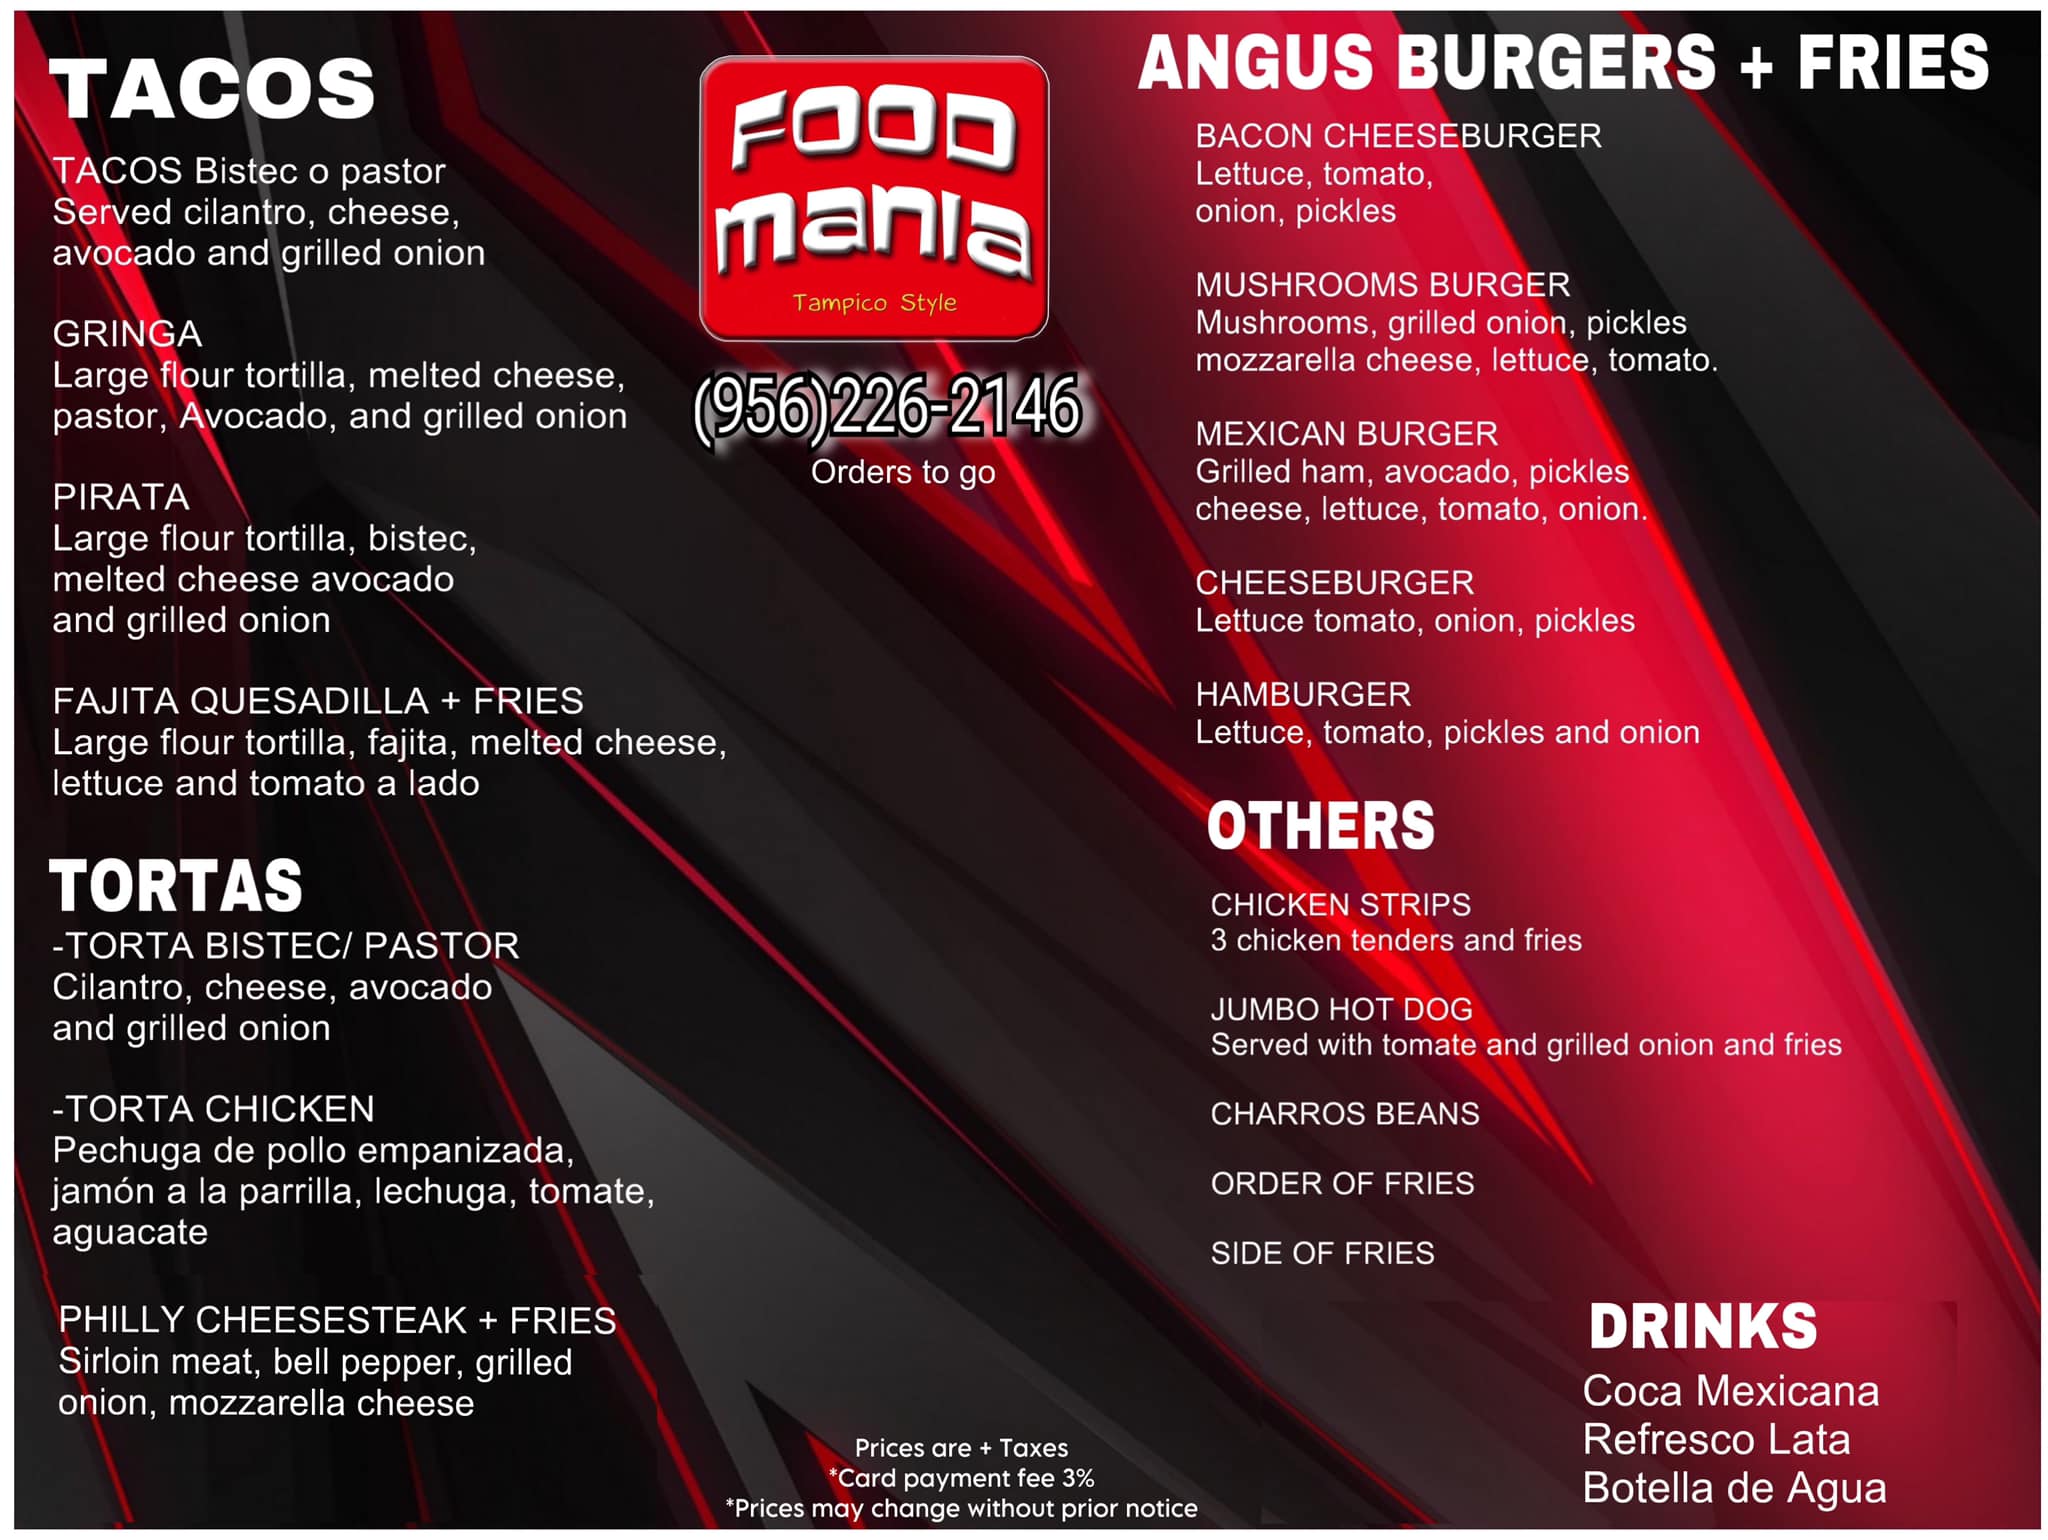 TACOS
TACOS Bistec o pastor
Served cilantro, cheese,
avocado and grilled onion
GRINGA
Large flour tortilla, melted cheese,
pastor, Avocado, and grilled onion
PIRATA
Large flour tortilla, bistec,
melted cheese avocado
and grilled onion
FAJITA QUESADILLA + FRIES
Large flour tortilla, fajita, melted cheese,
lettuce and tomato a lado
TORTAS
-TORTA BISTEC/ PASTOR
Cilantro, cheese, avocado
and grilled onion
-TORTA CHICKEN
Pechuga de pollo empanizada,
jamón a la parrilla, lechuga, tomate,
aguacate
PHILLY CHEESESTEAK + FRIES
Sirloin meat, bell pepper, grilled
onion, mozzarella cheese
FOOD
mania
Tampico Style
(956)226-2146
Orders to go
Prices are + Taxes
*Card payment fee 3%
*Prices may change without prior notice
ANGUS BURGERS + FRIES
BACON CHEESEBURGER
Lettuce, tomato,
onion, pickles
MUSHROOMS BURGER
Mushrooms, grilled onion, pickles
mozzarella cheese, lettuce, tomato.
MEXICAN BURGER
Grilled ham, avocado, pickles
cheese, lettuce, tomato, onion.
CHEESEBURGER
Lettuce tomato, onion, pickles
HAMBURGER
Lettuce, tomato, pickles and onion
OTHERS
CHICKEN STRIPS
3 chicken tenders and fries
JUMBO HOT DOG
Served with tomate and grilled onion and fries
CHARROS BEANS
ORDER OF FRIES
SIDE OF FRIES
DRINKS
Coca Mexicana
Refresco Lata
Botella de Agua